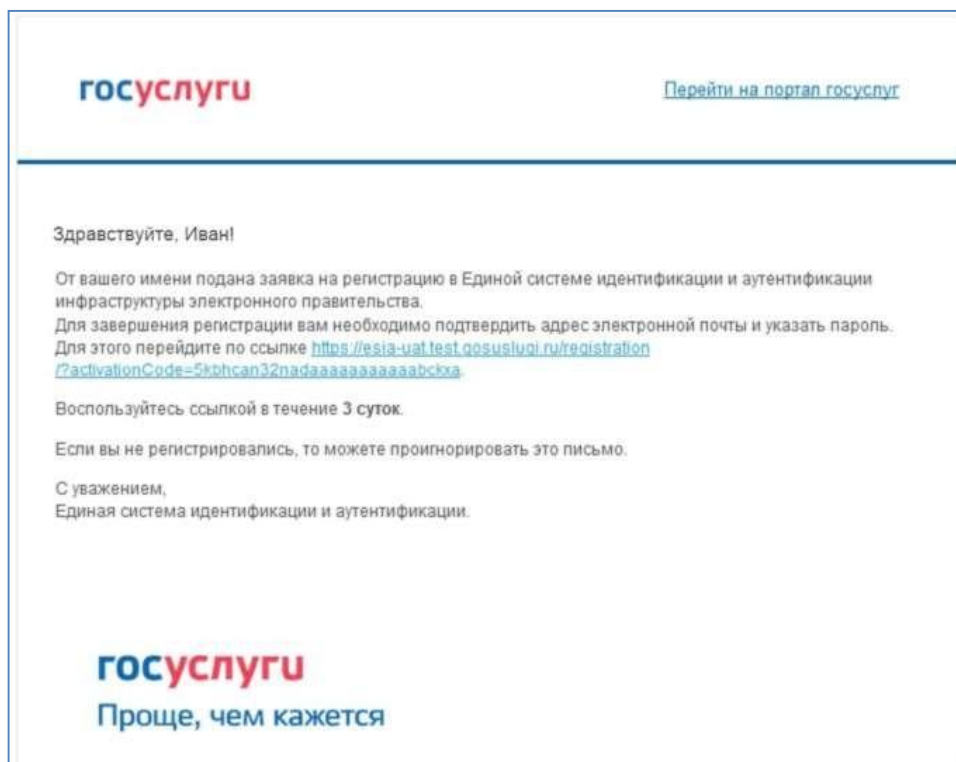 госуслуги
Перейти на портал госуслуг
Здравствуйте, Иван!
От вашего имени подана заявка на регистрацию в Единой системе идентификации и аутентификации
инфраструктуры электронного правительства.
Для завершения регистрации вам необходимо подтвердить адрес электронной почты и указать пароль.
Для этого перейдите по ссылке https://esia-uat.test.gosuslugi.ru/registration
/?activationCode=5kbhcan32nadaaaaaaaaaaabckxa.
Воспользуйтесь ссылкой в течение 3 суток.
Если вы не регистрировались, то можете проигнорировать это письмо.
С уважением,
Единая система идентификации и аутентификации.
госуслуги
Проще, чем кажется